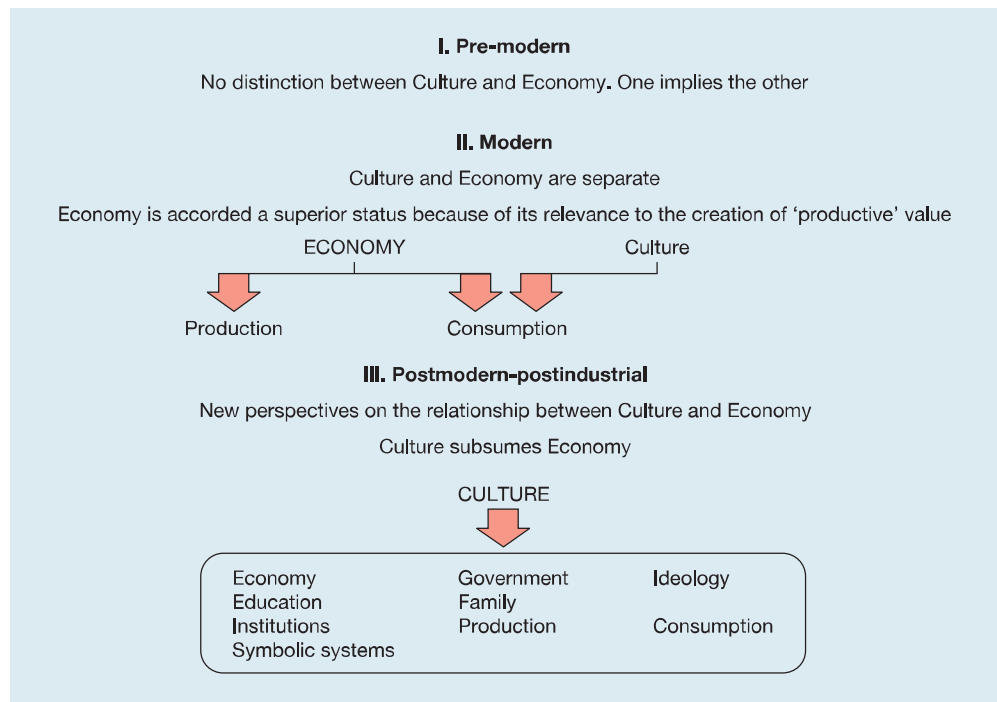 I. Pre-modern
No distinction between Culture and Economy. One implies the other
II. Modern
Culture and Economy are separate
Economy is accorded a superior status because of its relevance to the creation of ‘productive’ value
ECONOMY Culture
Production Consumption
III. Postmodern-postindustrial
New perspectives on the relationship between Culture and Economy
Culture subsumes Economy
CULTURE
Economy Government Ideology
Education Family
Institutions Production Consumption
Symbolic systems